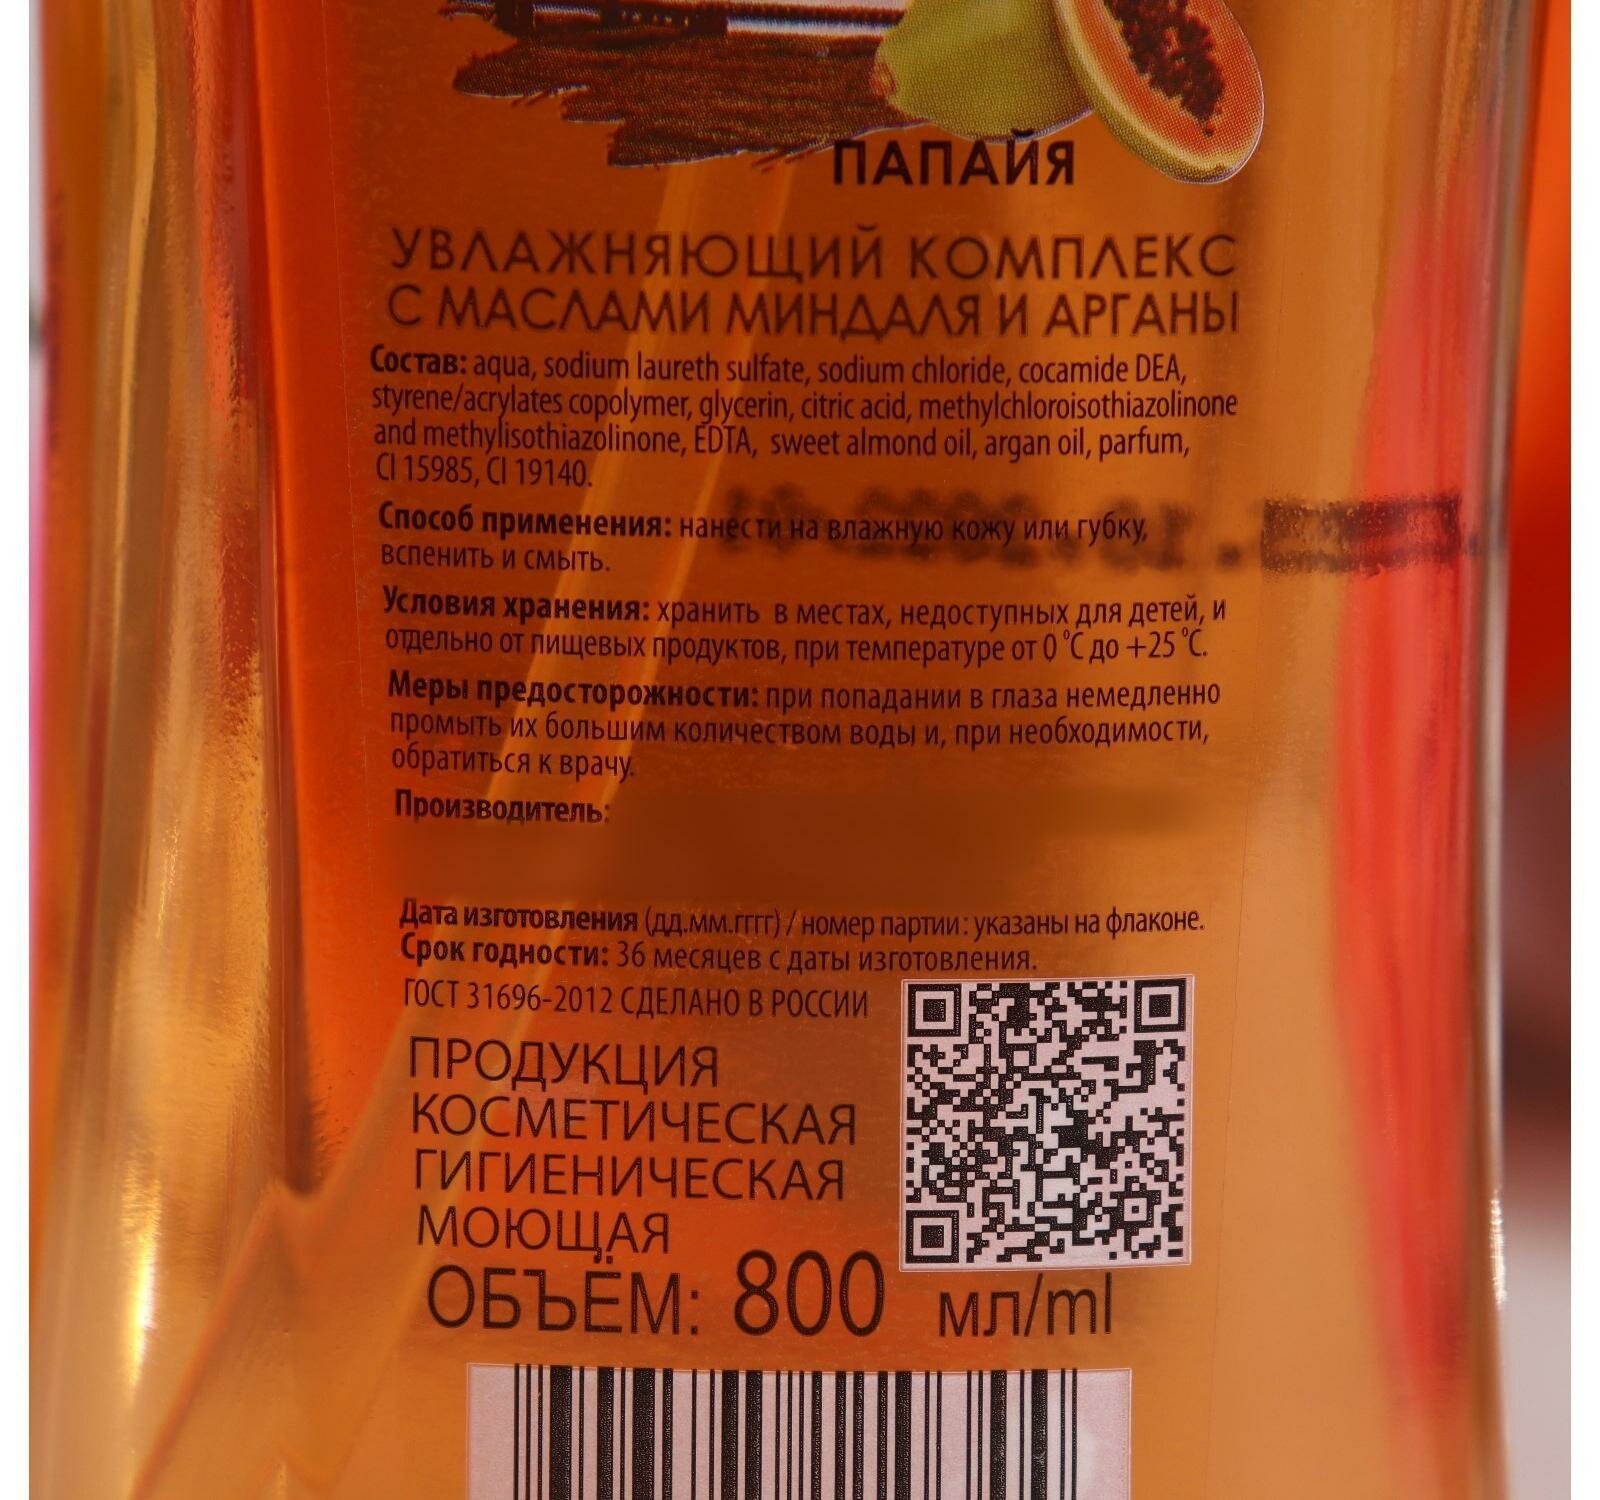 ПАПАЙЯ
УВЛАЖНЯЮЩИЙ КОМПЛЕКС
С МАСЛАМИ МИНДАЛЯ И АРГАНЫ
Состав: aqua, sodium laureth sulfate, sodium chloride, cocamide DEA,
styrene/acrylates copolymer, glycerin, citric acid, methylchloroisothiazolinone
and methylisothiazolinone, EDTA, sweet almond oil, argan oil, parfum,
CI 15985, CI 19140.
Способ применения: нанести на влажную кожу или губку,
вспенить и смыть.
Условия хранения: хранить в местах, недоступных для детей, и
отдельно от пищевых продуктов, при температуре от 0 °С до +25 °С.
Меры предосторожности: при попадании в глаза немедленно
промыть их большим количеством воды и, при необходимости,
обратиться к врачу.
Производитель:
Дата изготовления (дд.мм.гггг) / номер партии: указаны на флаконе.
Срок годности: 36 месяцев с даты изготовления.
ГОСТ 31696-2012 СДЕЛАНО В РОССИИ
ПРОДУКЦИЯ
КОСМЕТИЧЕСКАЯ
ГИГИЕНИЧЕСКАЯ
МОЮЩАЯ
ОБЪЁМ: 800 мл/ml